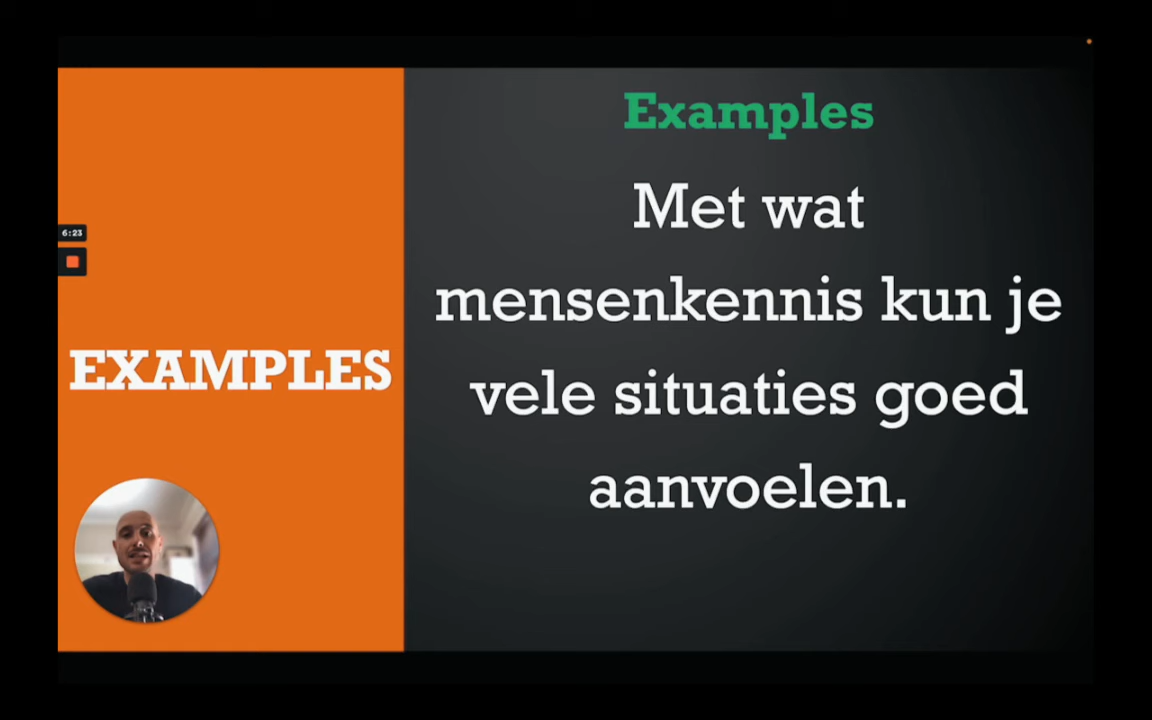 Examples
Met wat
mensenkennis kun je
vele situaties goed
aanvoelen.
6:23
EXAMPLES